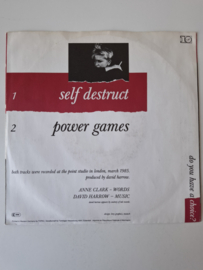 1 self destruct
2 power games
both tracks were recorded at the point studio in london, march 1985.
produced by david harrow.
ANNE CLARK – WORDS
DAVID HARROW – MUSIC
do you have a choice?